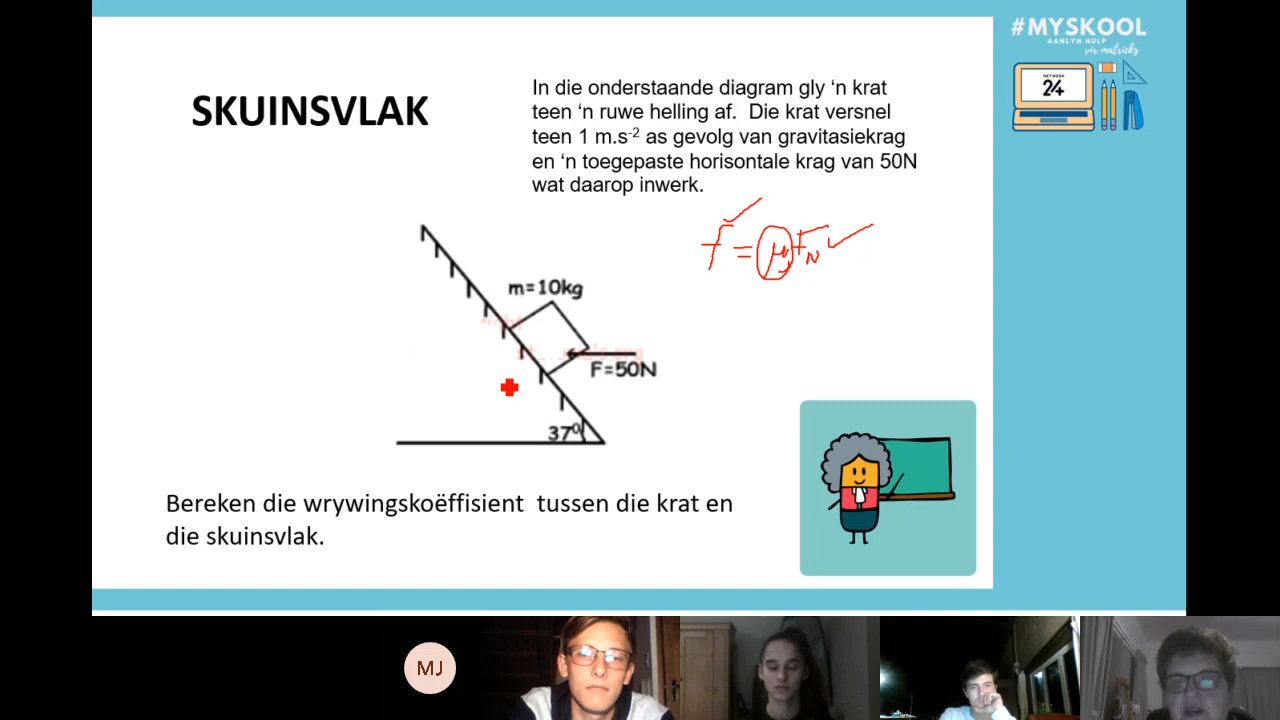 #MYSKOOL
AANLYN HULP
vir matrieks
NETWERK
24
SKUINSVLAK
In die onderstaande diagram gly ‘n krat
teen ‘n ruwe helling af. Die krat versnel
teen 1 m.s-2 as gevolg van gravitasiekrag
en ‘n toegepaste horisontale krag van 50N
wat daarop inwerk.
f = μ FN
m=10kg
F=50N
37⁰
Bereken die wrywingskoëffisient tussen die krat en
die skuinsvlak.
MJ